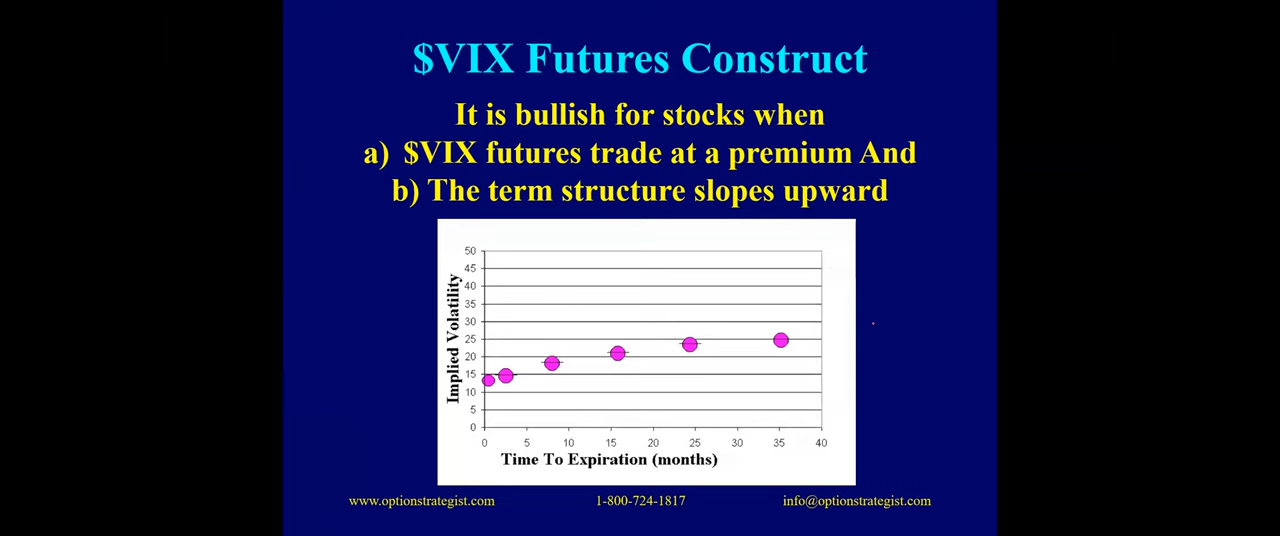 $VIX Futures Construct
It is bullish for stocks when
a) $VIX futures trade at a premium And
b) The term structure slopes upward
50
45
40
35
30
25
20
15
10
5
0
Implied Volatility
0 5 10 15 20 25 30 35 40
Time To Expiration (months)
www.optionstrategist.com 1-800-724-1817 info@optionstrategist.com